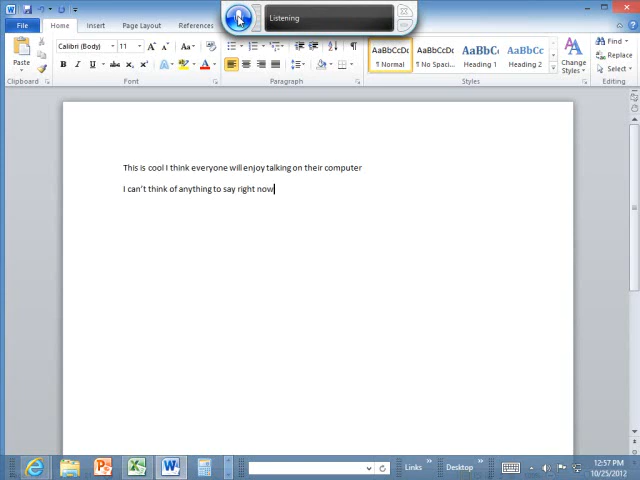 Listening
File Home Insert Page Layout References
Calibri (Body) 11
Paste
B I U abc X₂ X²
AaBbCcDc AaBbCcDc AaBbC AaBbCc
¶ Normal ¶ No Spaci... Heading 1 Heading 2
Change Styles
Find
Replace
Select
Clipboard Font Paragraph Styles Editing
This is cool I think everyone will enjoy talking on their computer
I can't think of anything to say right now
Links Desktop
12:57 PM
10/25/2012